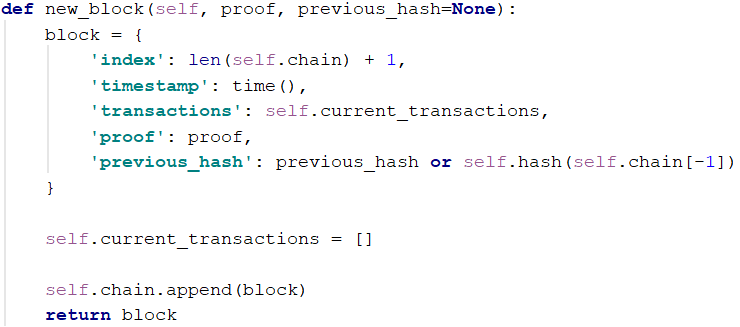 def new_block(self, proof, previous_hash=None):
    block = {
        'index': len(self.chain) + 1,
        'timestamp': time(),
        'transactions': self.current_transactions,
        'proof': proof,
        'previous_hash': previous_hash or self.hash(self.chain[-1])
    }

    self.current_transactions = []

    self.chain.append(block)
    return block